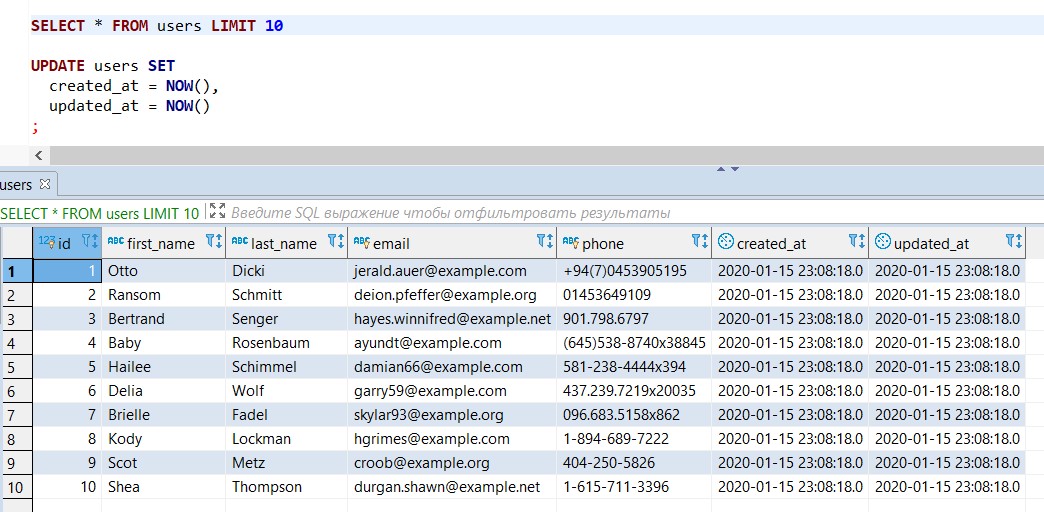 SELECT * FROM users LIMIT 10
UPDATE users SET
created_at = NOW(),
updated_at = NOW()
;
users
SELECT * FROM users LIMIT 10 Введите SQL выражение чтобы отфильтровать результаты
123 id ABC first_name ABC last_name ABC email ABC phone created_at updated_at
1 1 Otto Dicki jerald.auer@example.com +94(7)0453905195 2020-01-15 23:08:18.0 2020-01-15 23:08:18.0
2 2 Ransom Schmitt deion.pfeffer@example.org 01453649109 2020-01-15 23:08:18.0 2020-01-15 23:08:18.0
3 3 Bertrand Senger hayes.winnifred@example.net 901.798.6797 2020-01-15 23:08:18.0 2020-01-15 23:08:18.0
4 4 Baby Rosenbaum ayundt@example.com (645)538-8740x38845 2020-01-15 23:08:18.0 2020-01-15 23:08:18.0
5 5 Hailee Schimmel damian66@example.com 581-238-4444x394 2020-01-15 23:08:18.0 2020-01-15 23:08:18.0
6 6 Delia Wolf garry59@example.com 437.239.7219x20035 2020-01-15 23:08:18.0 2020-01-15 23:08:18.0
7 7 Brielle Fadel skylar93@example.org 096.683.5158x862 2020-01-15 23:08:18.0 2020-01-15 23:08:18.0
8 8 Kody Lockman hgrimes@example.com 1-894-689-7222 2020-01-15 23:08:18.0 2020-01-15 23:08:18.0
9 9 Scot Metz croob@example.org 404-250-5826 2020-01-15 23:08:18.0 2020-01-15 23:08:18.0
10 10 Shea Thompson durgan.shawn@example.net 1-615-711-3396 2020-01-15 23:08:18.0 2020-01-15 23:08:18.0